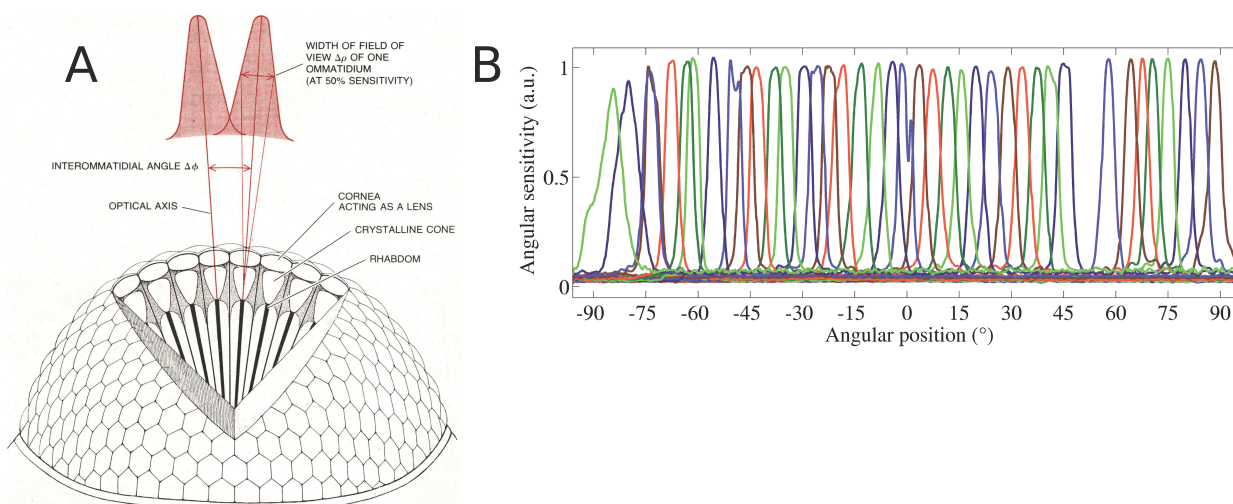 A
WIDTH OF FIELD OF
VIEW Δρ OF ONE
OMMATIDIUM
(AT 50% SENSITIVITY)
INTEROMMATIDIAL ANGLE Δϕ
OPTICAL AXIS
CORNEA
ACTING AS A LENS
CRYSTALLINE CONE
RHABDOM
B
Angular sensitivity (a.u.)
1
0.5
0
-90 -75 -60 -45 -30 -15 0 15 30 45 60 75 90
Angular position (°)